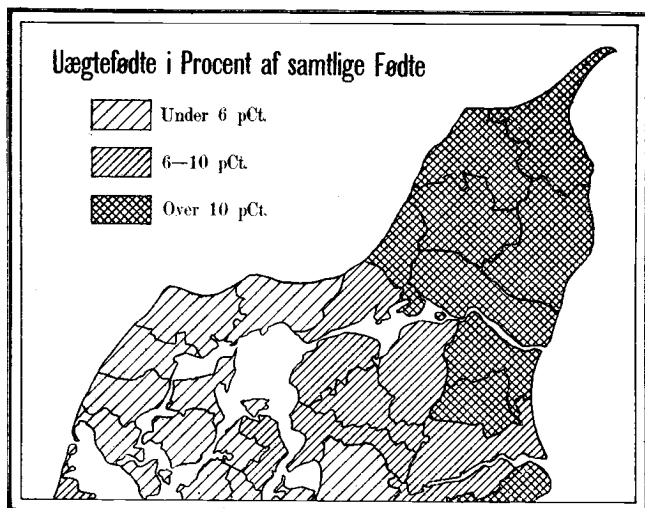 Uægtefødte i Procent af samtlige Fødte
Under 6 pCt.
6—10 pCt.
Over 10 pCt.